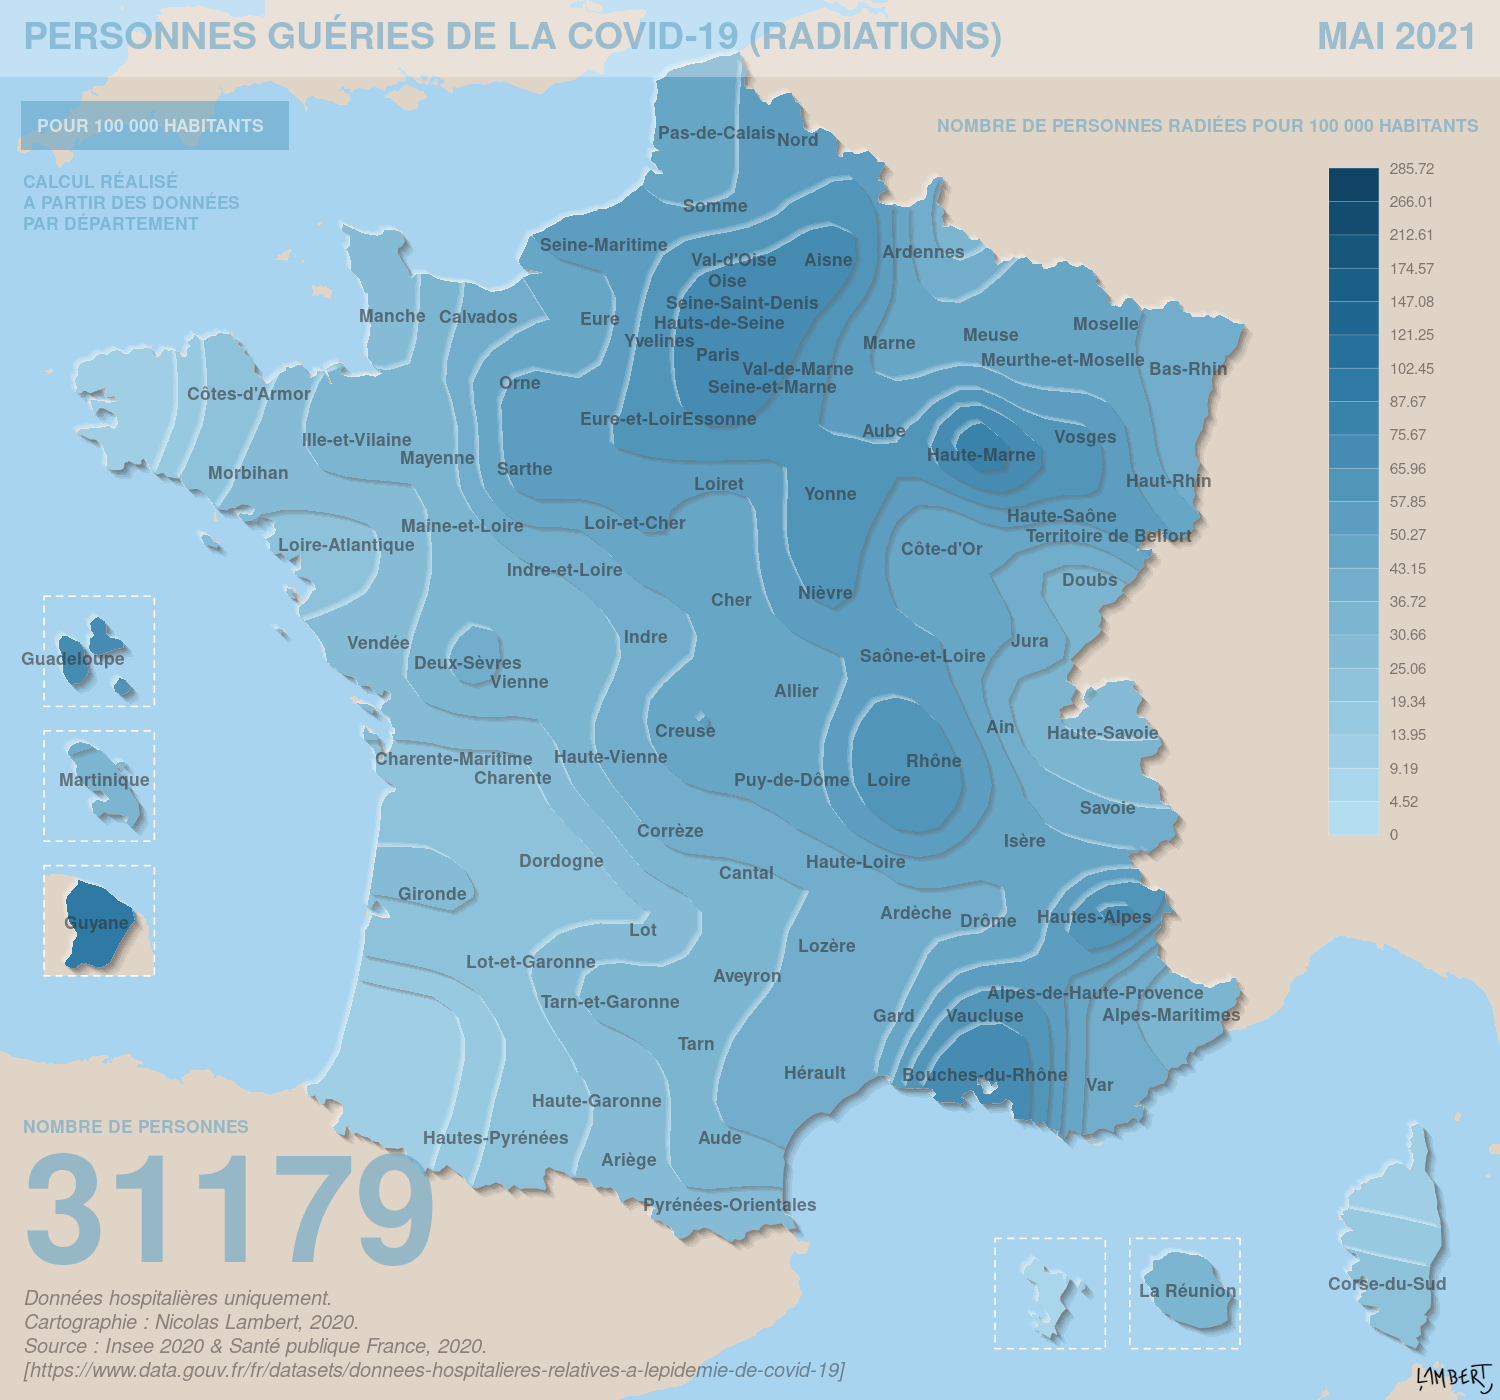 PERSONNES GUÉRIES DE LA COVID-19 (RADIATIONS)
MAI 2021
POUR 100 000 HABITANTS
CALCUL RÉALISÉ
A PARTIR DES DONNÉES
PAR DÉPARTEMENT
NOMBRE DE PERSONNES RADIÉES POUR 100 000 HABITANTS
285.72
266.01
212.61
174.57
147.08
121.25
102.45
87.67
75.67
65.96
57.85
50.27
43.15
36.72
30.66
25.06
19.34
13.95
9.19
4.52
0
Pas-de-Calais
Nord
Somme
Seine-Maritime
Val-d'Oise
Aisne
Ardennes
Oise
Seine-Saint-Denis
Manche
Calvados
Eure
Hauts-de-Seine
Moselle
Yvelines
Marne
Meuse
Paris
Meurthe-et-Moselle
Val-de-Marne
Bas-Rhin
Orne
Seine-et-Marne
Côtes-d'Armor
Eure-et-Loir
Essonne
Ille-et-Vilaine
Aube
Vosges
Mayenne
Haute-Marne
Morbihan
Sarthe
Loiret
Yonne
Haut-Rhin
Maine-et-Loire
Loir-et-Cher
Haute-Saône
Territoire de Belfort
Loire-Atlantique
Côte-d'Or
Indre-et-Loire
Doubs
Cher
Nièvre
Vendée
Indre
Jura
Saône-et-Loire
Guadeloupe
Deux-Sèvres
Vienne
Allier
Creuse
Ain
Haute-Savoie
Charente-Maritime
Haute-Vienne
Rhône
Charente
Puy-de-Dôme
Loire
Martinique
Savoie
Corrèze
Isère
Dordogne
Haute-Loire
Cantal
Gironde
Ardèche
Drôme
Hautes-Alpes
Guyane
Lot
Lozère
Lot-et-Garonne
Aveyron
Tarn-et-Garonne
Alpes-de-Haute-Provence
Gard
Vaucluse
Alpes-Maritimes
Tarn
Hérault
Bouches-du-Rhône
Var
Haute-Garonne
Hautes-Pyrénées
Aude
Ariège
Pyrénées-Orientales
La Réunion
Corse-du-Sud
NOMBRE DE PERSONNES
31179
Données hospitalières uniquement.
Cartographie : Nicolas Lambert, 2020.
Source : Insee 2020 & Santé publique France, 2020.
[https://www.data.gouv.fr/fr/datasets/donnees-hospitalieres-relatives-a-lepidemie-de-covid-19]
LAMBERT